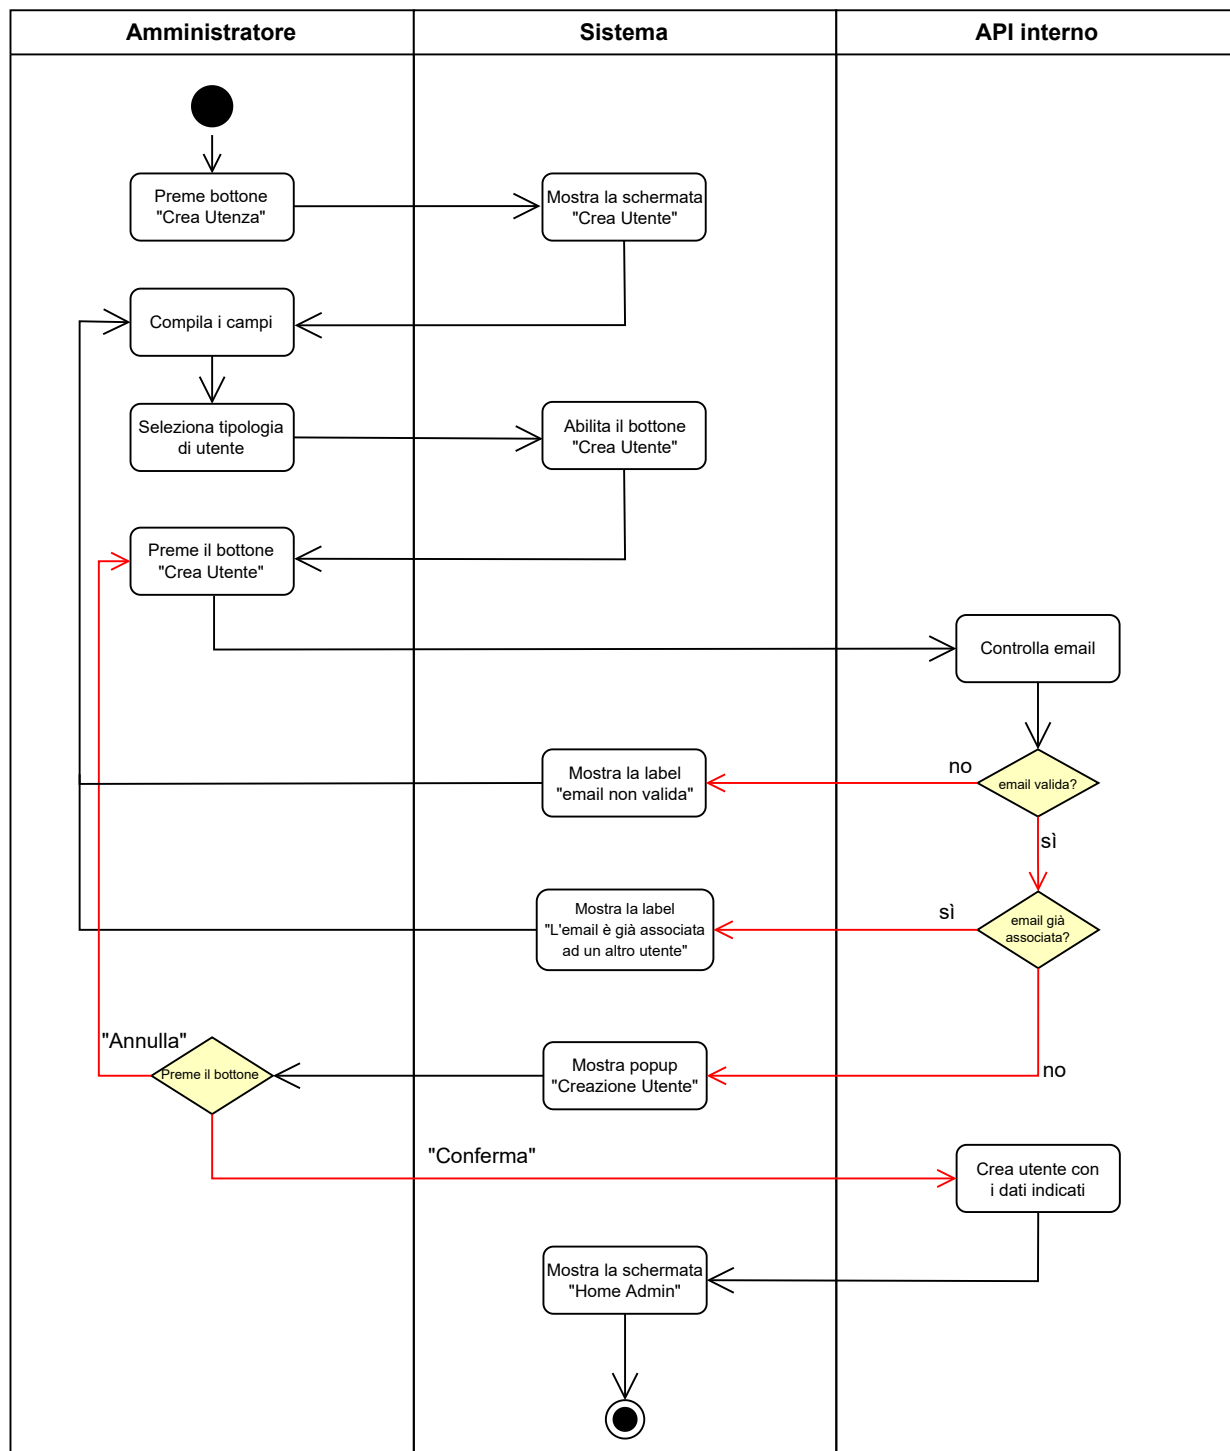 Amministratore
Sistema
API interno
Preme bottone
"Crea Utenza"
Mostra la schermata
"Crea Utente"
Compila i campi
Seleziona tipologia
di utente
Abilita il bottone
"Crea Utente"
Preme il bottone
"Crea Utente"
Controlla email
Mostra la label
"email non valida"
no
email valida?
sì
Mostra la label
"L'email è già associata
ad un altro utente"
sì
email già
associata?
"Annulla"
Preme il bottone
Mostra popup
"Creazione Utente"
no
"Conferma"
Crea utente con
i dati indicati
Mostra la schermata
"Home Admin"